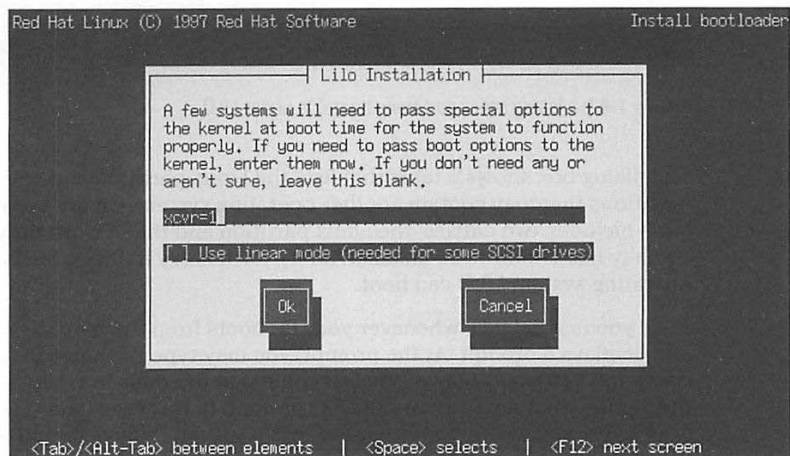 Red Hat Linux (C) 1997 Red Hat Software Install bootloader
Lilo Installation
A few systems will need to pass special options to
the kernel at boot time for the system to function
properly. If you need to pass boot options to the
kernel, enter them now. If you don't need any or
aren't sure, leave this blank.
xcvr=1
[ ] Use linear mode (needed for some SCSI drives)
Ok Cancel
<Tab>/<Alt-Tab> between elements | <Space> selects | <F12> next screen